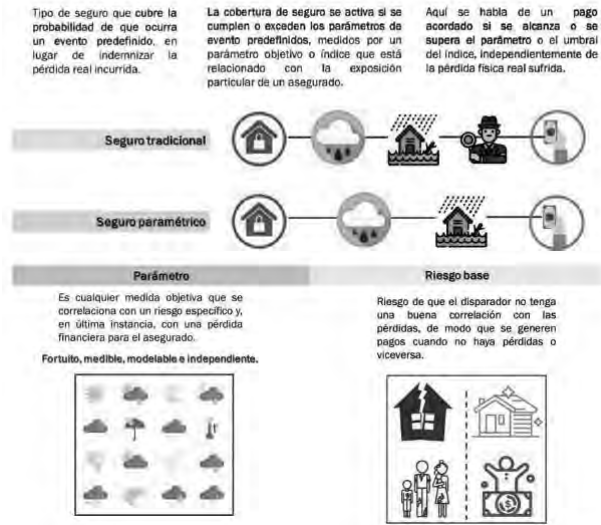 Tipo de seguro que cubre la
probabilidad de que ocurra
un evento predefinido, en
lugar de indemnizar la
pérdida real incurrida.
La cobertura de seguro se activa si se
cumplen o exceden los parámetros de
evento predefinidos, medidos por un
parámetro objetivo o índice que está
relacionado con la exposición
particular de un asegurado.
Aquí se habla de un pago
acordado si se alcanza o se
supera el parámetro o el umbral
del índice, independientemente de
la pérdida física real sufrida.
Seguro tradicional
Seguro paramétrico
Parámetro
Es cualquier medida objetiva que se
correlaciona con un riesgo específico y,
en última instancia, con una pérdida
financiera para el asegurado.
Fortuito, medible, modelable e independiente.
Riesgo base
Riesgo de que el disparador no tenga
una buena correlación con las
pérdidas, de modo que se generen
pagos cuando no haya pérdidas o
viceversa.